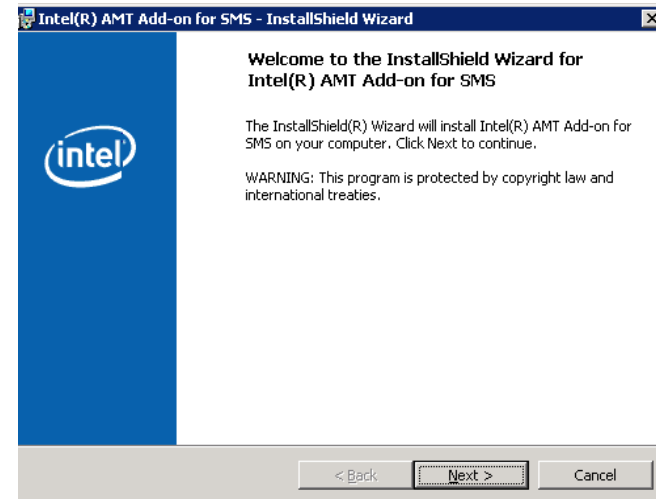 Intel(R) AMT Add-on for SMS - InstallShield Wizard
Welcome to the InstallShield Wizard for
Intel(R) AMT Add-on for SMS
The InstallShield(R) Wizard will install Intel(R) AMT Add-on for
SMS on your computer. Click Next to continue.
WARNING: This program is protected by copyright law and
international treaties.
intel
< Back
Next >
Cancel